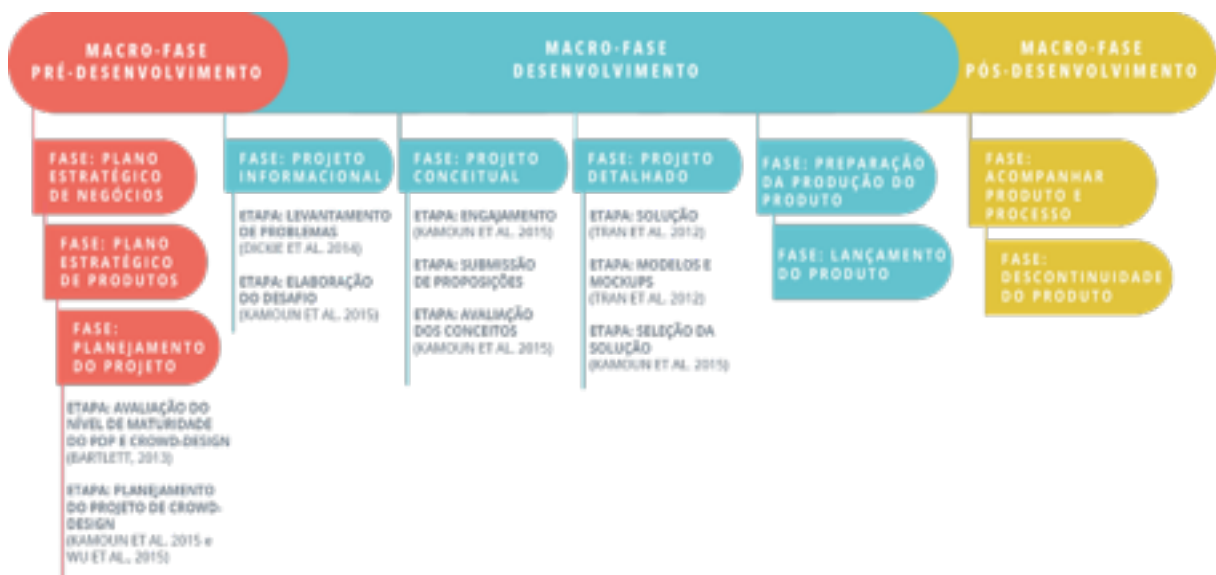 MACRO-FASE
PRÉ-DESENVOLVIMENTO
MACRO-FASE
DESENVOLVIMENTO
MACRO-FASE
PÓS-DESENVOLVIMENTO
FASE: PLANO
ESTRATÉGICO
DE NEGÓCIOS
FASE: PLANO
ESTRATÉGICO
DE PRODUTOS
FASE:
PLANEJAMENTO
DO PROJETO
ETAPA: AVALIAÇÃO DO
NÍVEL DE MATURIDADE
DO PDP E CROWD-DESIGN
(BARTLETT, 2013)
ETAPA: PLANEJAMENTO
DO PROJETO DE CROWD-
DESIGN
(KAMOUN ET AL. 2015 e
WU ET AL., 2015)
FASE: PROJETO
INFORMACIONAL
ETAPA: LEVANTAMENTO
DE PROBLEMAS
(DICKIE ET AL. 2014)
ETAPA: ELABORAÇÃO
DO DESAFIO
(KAMOUN ET AL. 2015)
FASE: PROJETO
CONCEITUAL
ETAPA: ENGAJAMENTO
(KAMOUN ET AL. 2015)
ETAPA: SUBMISSÃO
DE PROPOSIÇÕES
ETAPA: AVALIAÇÃO
DOS CONCEITOS
(KAMOUN ET AL. 2015)
FASE: PROJETO
DETALHADO
ETAPA: SOLUÇÃO
(TRAN ET AL. 2012)
ETAPA: MODELOS E
MOCKUPS
(TRAN ET AL. 2012)
ETAPA: SELEÇÃO DA
SOLUÇÃO
(KAMOUN ET AL. 2015)
FASE: PREPARAÇÃO
DA PRODUÇÃO DO
PRODUTO
FASE: LANÇAMENTO
DO PRODUTO
FASE:
ACOMPANHAR
PRODUTO E
PROCESSO
FASE:
DESCONTINUIDADE
DO PRODUTO